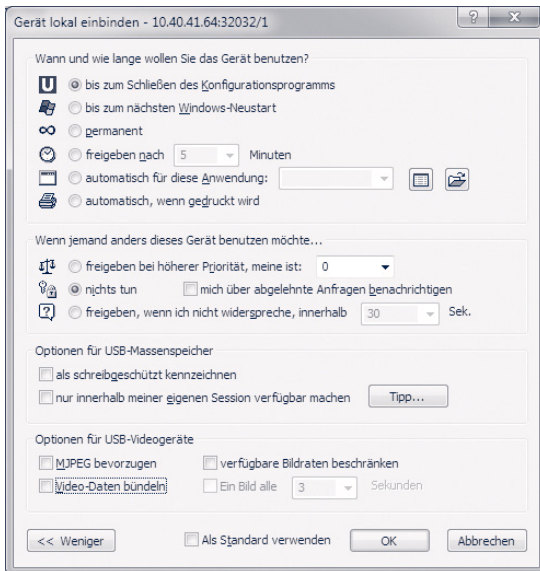 Gerät lokal einbinden - 10.40.41.64:32032/1
Wann und wie lange wollen Sie das Gerät benutzen?
bis zum Schließen des Konfigurationsprogramms
bis zum nächsten Windows-Neustart
permanent
freigeben nach 5 Minuten
automatisch für diese Anwendung:
automatisch, wenn gedruckt wird
Wenn jemand anders dieses Gerät benutzen möchte...
freigeben bei höherer Priorität, meine ist: 0
nichts tun mich über abgelehnte Anfragen benachrichtigen
freigeben, wenn ich nicht widerspreche, innerhalb 30 Sek.
Optionen für USB-Massenspeicher
als schreibgeschützt kennzeichnen
nur innerhalb meiner eigenen Session verfügbar machen Tipp...
Optionen für USB-Videogeräte
MJPEG bevorzugen verfügbare Bildraten beschränken
Video-Daten bündeln Ein Bild alle 3 Sekunden
<< Weniger Als Standard verwenden OK Abbrechen